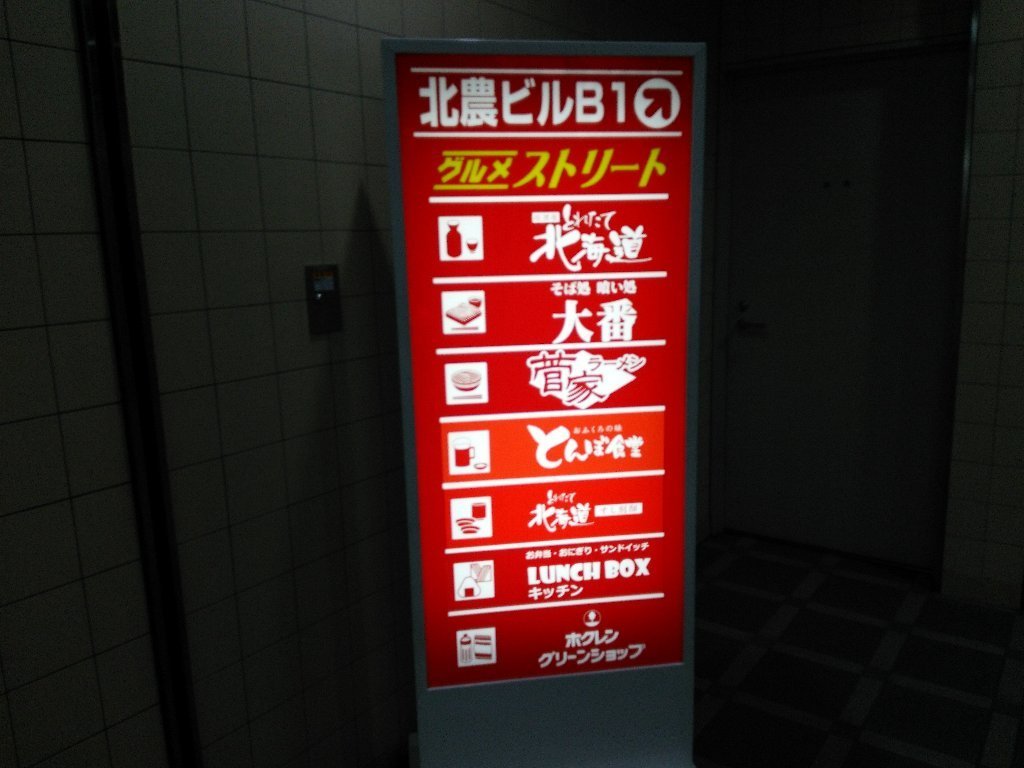 北農ビルB1
グルメストリート
とれたて
北海道
そば処 喰い処
大番
菅家
ラーメン
おふくろの味
とんぼ食堂
とれたて
北海道
お弁当・おにぎり・サンドイッチ
LUNCH BOX
キッチン
ホクレン
グリーンショップ